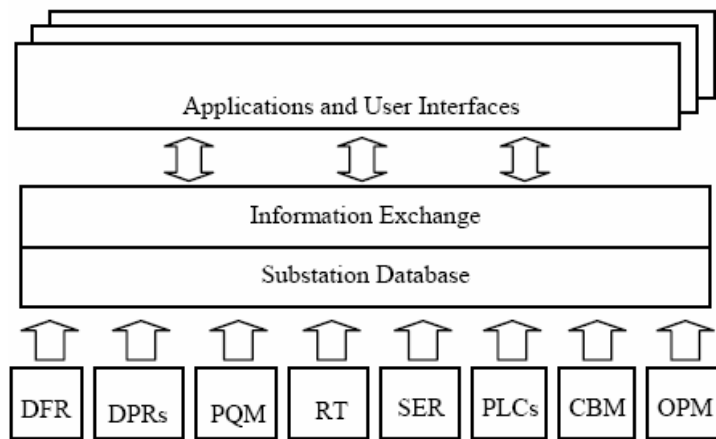 Applications and User Interfaces
Information Exchange
Substation Database
DFR DPRs PQM RT SER PLCs CBM OPM